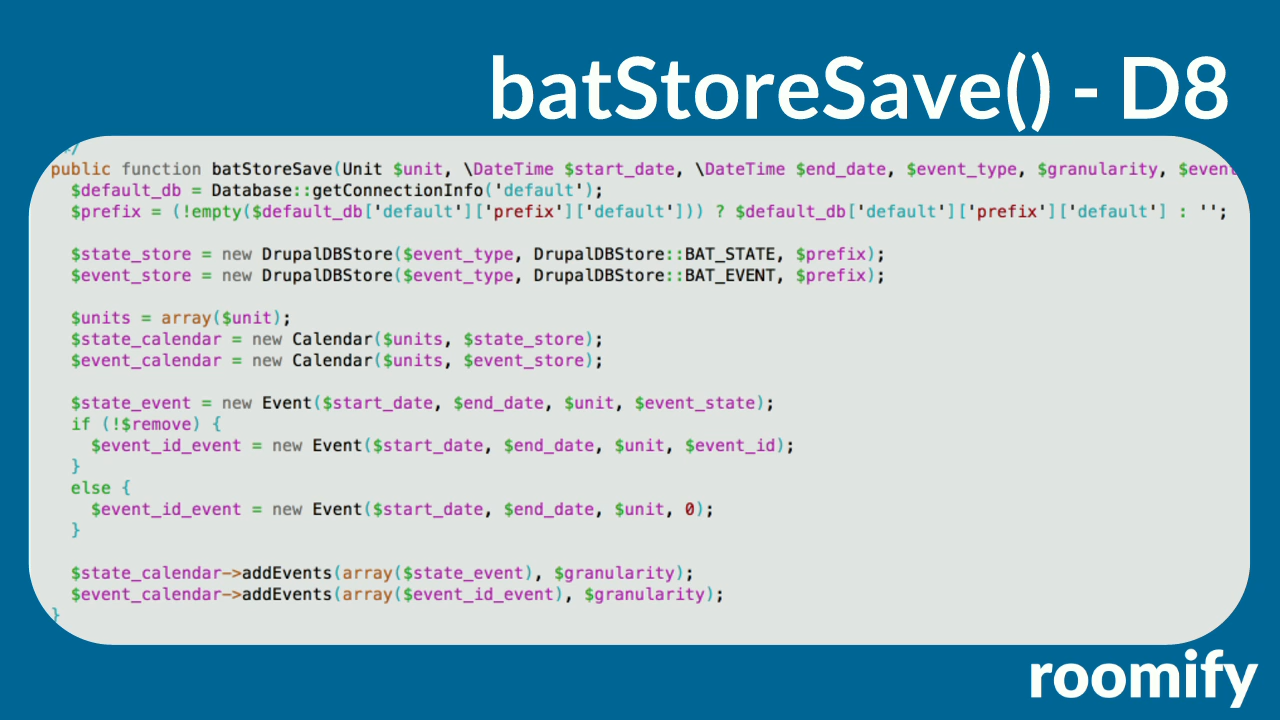 batStoreSave() - D8
*/
public function batStoreSave(Unit $unit, \DateTime $start_date, \DateTime $end_date, $event_type, $granularity, $event
  $default_db = Database::getConnectionInfo('default');
  $prefix = (!empty($default_db['default']['prefix']['default'])) ? $default_db['default']['prefix']['default'] : '';
  $state_store = new DrupalDBStore($event_type, DrupalDBStore::BAT_STATE, $prefix);
  $event_store = new DrupalDBStore($event_type, DrupalDBStore::BAT_EVENT, $prefix);
  $units = array($unit);
  $state_calendar = new Calendar($units, $state_store);
  $event_calendar = new Calendar($units, $event_store);
  $state_event = new Event($start_date, $end_date, $unit, $event_state);
  if (!$remove) {
    $event_id_event = new Event($start_date, $end_date, $unit, $event_id);
  }
  else {
    $event_id_event = new Event($start_date, $end_date, $unit, 0);
  }
  $state_calendar->addEvents(array($state_event), $granularity);
  $event_calendar->addEvents(array($event_id_event), $granularity);
}
roomify